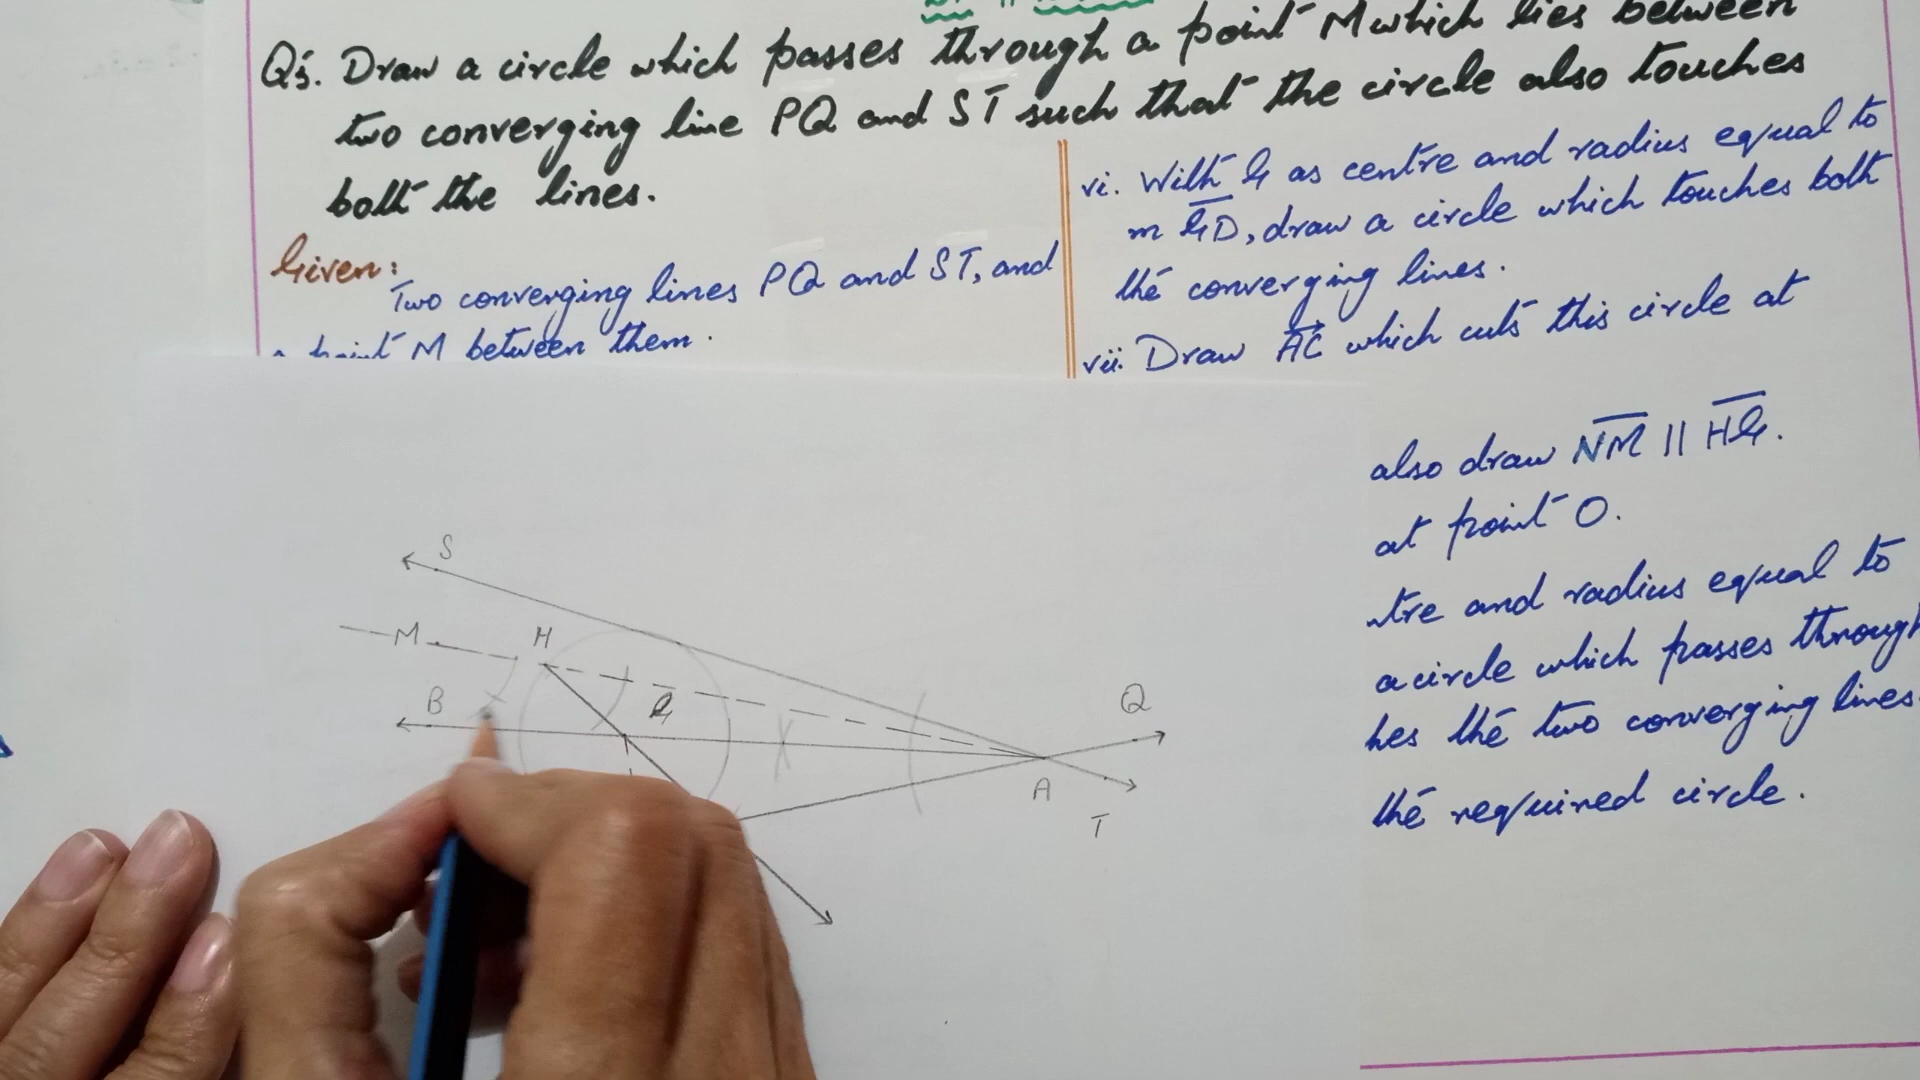 Q5. Draw a circle which passes through a point M which lies between
two converging line PQ and ST such that the circle also touches
both the lines.
Given:
Two converging lines PQ and ST, and
point M between them.
vi. With G as centre and radius equal to
m GD, draw a circle which touches both
the converging lines.
vii. Draw AC which cuts this circle at
also draw NM || HG.
at point O.
ntre and radius equal to
a circle which passes through
hes the two converging lines.
the required circle.
S
M
H
B
G
Q
A
T